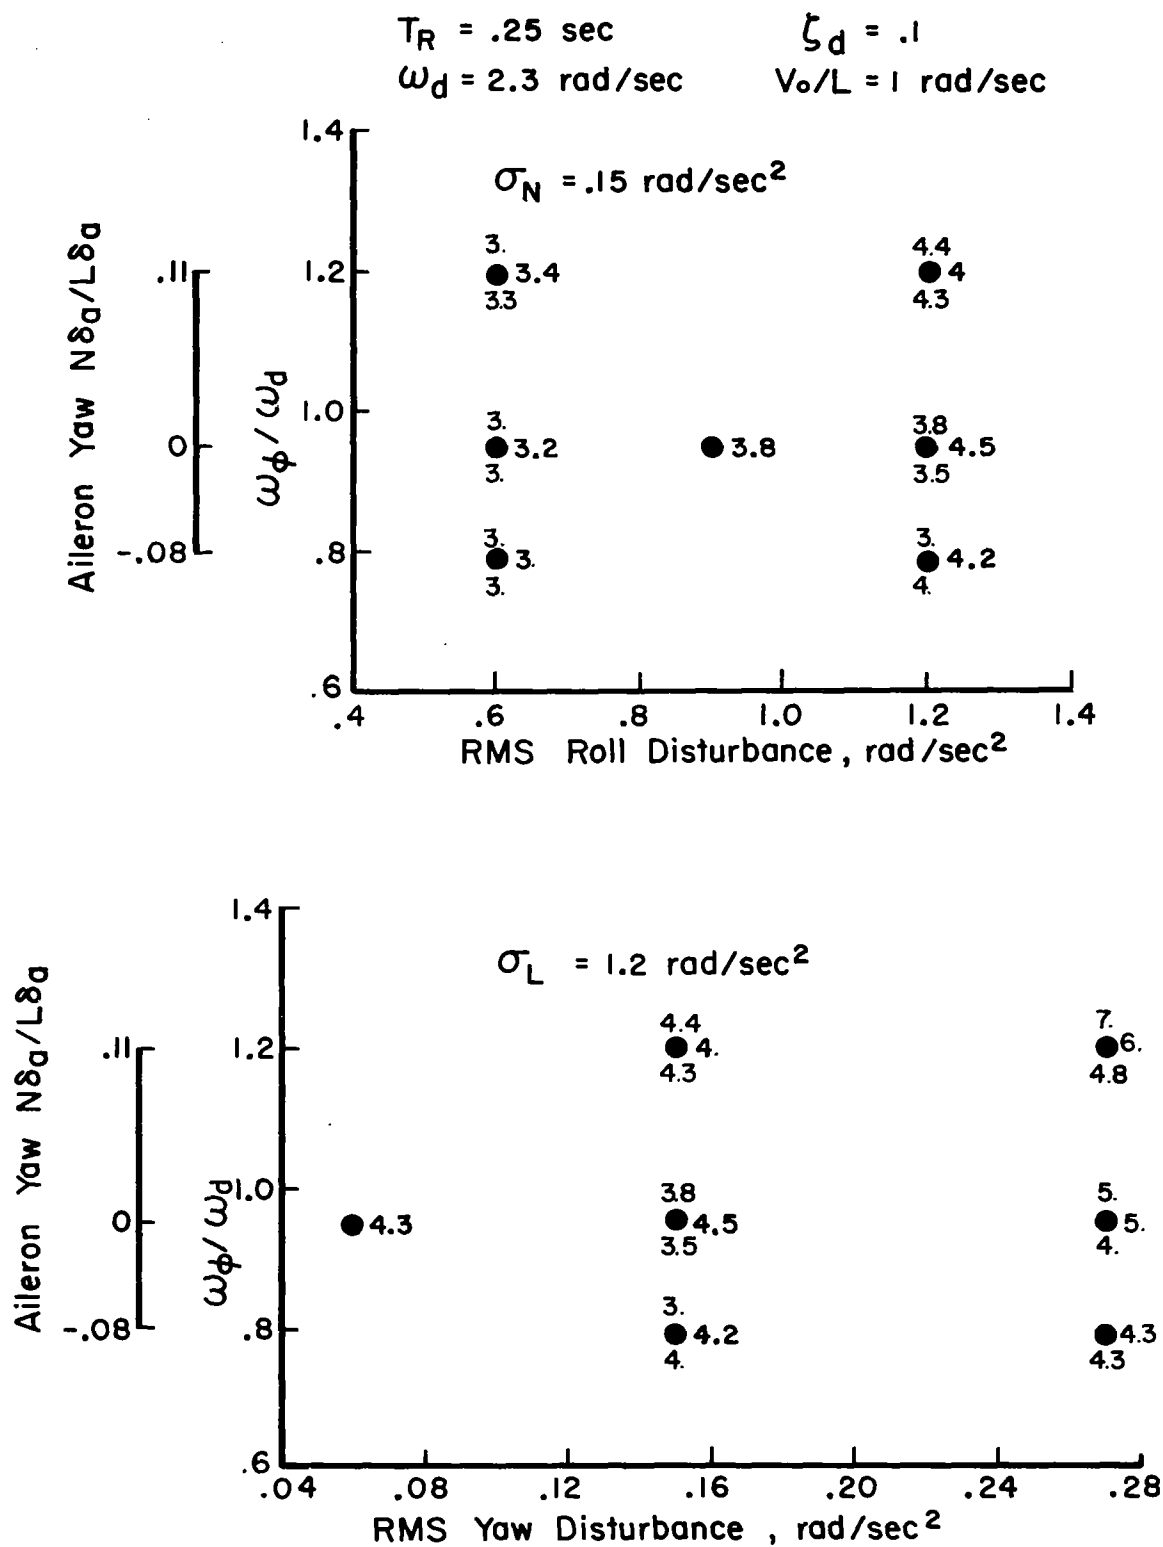 T_R = .25 sec ζ_d = .1
ω_d = 2.3 rad/sec V_o/L = 1 rad/sec
1.4
σ_N = .15 rad/sec²
3. 4.4
.11 1.2 3.4 4
3.3 4.3
Aileron Yaw Nδa/Lδa
ω_ϕ/ω_d
1.0
3. 3.8
0 3.2 3.8 4.5
3. 3.5
3. 3.
-.08 .8 3. 4.2
3. 4.
.6
.4 .6 .8 1.0 1.2 1.4
RMS Roll Disturbance, rad/sec²
1.4
σ_L = 1.2 rad/sec²
4.4 7.
.11 1.2 4. 6.
4.3 4.8
Aileron Yaw Nδa/Lδa
ω_ϕ/ω_d
1.0
3.8 5.
0 4.3 4.5 5.
3.5 4.
3.
-.08 .8 4.2 4.3
4. 4.3
.6
.04 .08 .12 .16 .20 .24 .28
RMS Yaw Disturbance, rad/sec²